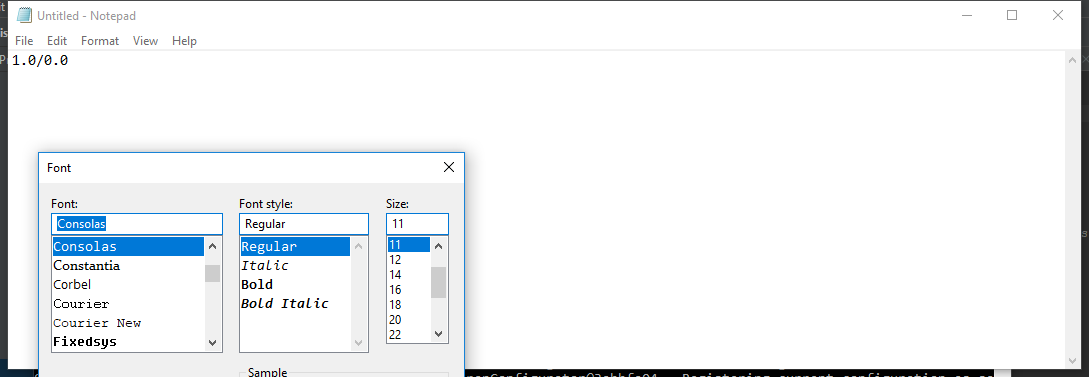 Untitled - Notepad
File Edit Format View Help
1.0/0.0
Font
Font: Font style: Size:
Consolas Regular 11
Consolas Regular 11
Constantia Italic 12
Corbel Bold 14
Courier Bold Italic 16
Courier New 18
Fixedsys 20
22
Sample